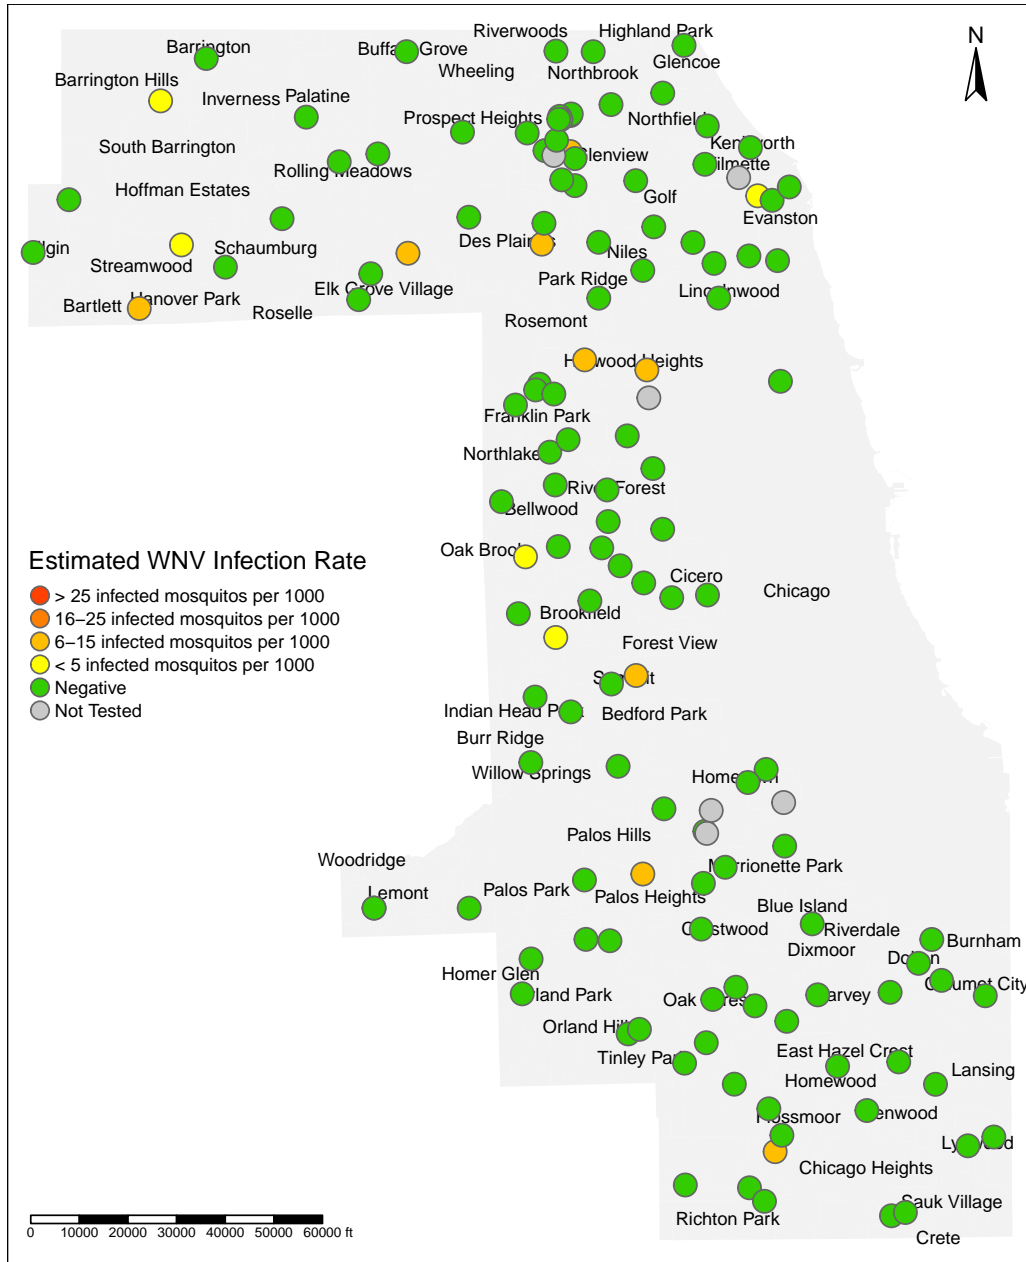 Riverwoods
Highland Park
N
Barrington
Buffalo Grove
Glencoe
Wheeling
Northbrook
Barrington Hills
Inverness
Palatine
Prospect Heights
Northfield
South Barrington
Kenilworth
Rolling Meadows
Glenview
Wilmette
Hoffman Estates
Golf
Evanston
Elgin
Schaumburg
Des Plaines
Niles
Streamwood
Park Ridge
Elk Grove Village
Lincolnwood
Bartlett
Hanover Park
Roselle
Rosemont
Harwood Heights
Franklin Park
Northlake
River Forest
Bellwood
Oak Brook
Estimated WNV Infection Rate
> 25 infected mosquitos per 1000
16–25 infected mosquitos per 1000
6–15 infected mosquitos per 1000
< 5 infected mosquitos per 1000
Negative
Not Tested
Cicero
Chicago
Brookfield
Forest View
Summit
Indian Head Park
Bedford Park
Burr Ridge
Willow Springs
Hometown
Palos Hills
Woodridge
Merrionette Park
Lemont
Palos Park
Palos Heights
Blue Island
Crestwood
Riverdale
Dixmoor
Burnham
Dolton
Homer Glen
Calumet City
Orland Park
Oak Forest
Harvey
Orland Hills
Tinley Park
East Hazel Crest
Homewood
Lansing
Flossmoor
Glenwood
Lynwood
Chicago Heights
Richton Park
Sauk Village
Crete
0 10000 20000 30000 40000 50000 60000 ft